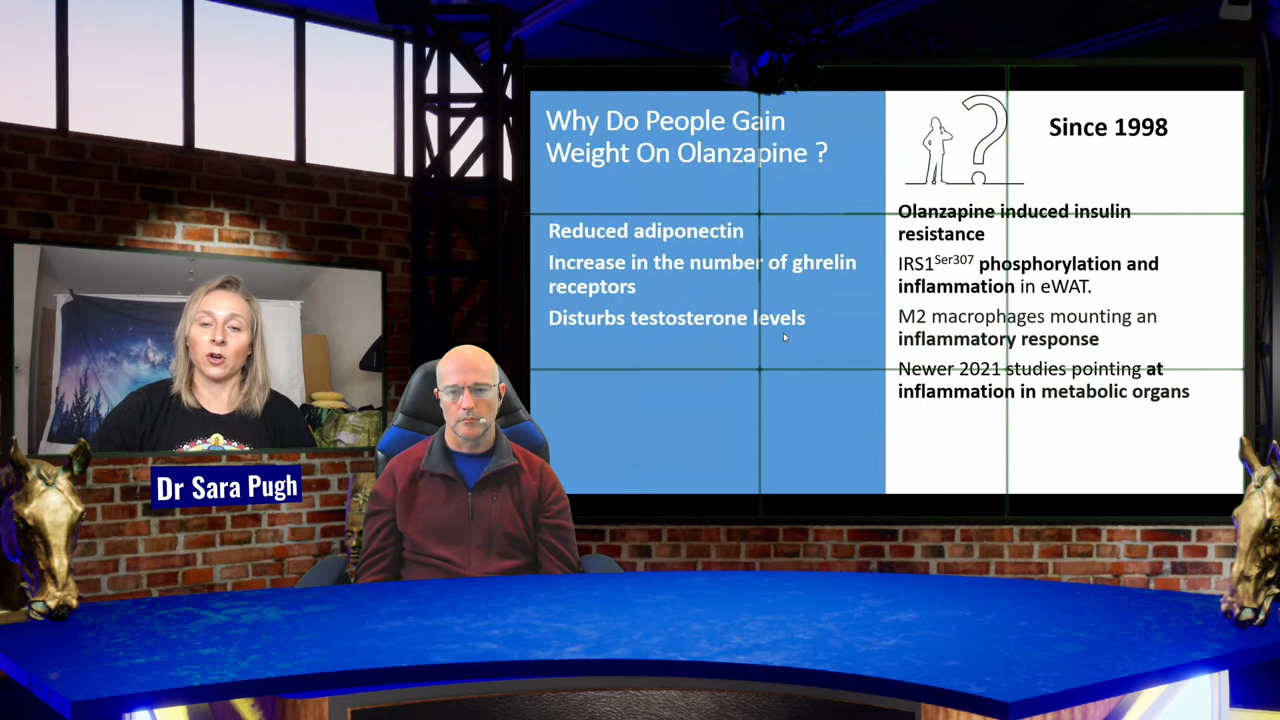 Why Do People Gain
Weight On Olanzapine ?
Reduced adiponectin
Increase in the number of ghrelin
receptors
Disturbs testosterone levels
Since 1998
Olanzapine induced insulin
resistance
IRS1Ser307 phosphorylation and
inflammation in eWAT.
M2 macrophages mounting an
inflammatory response
Newer 2021 studies pointing at
inflammation in metabolic organs
Dr Sara Pugh